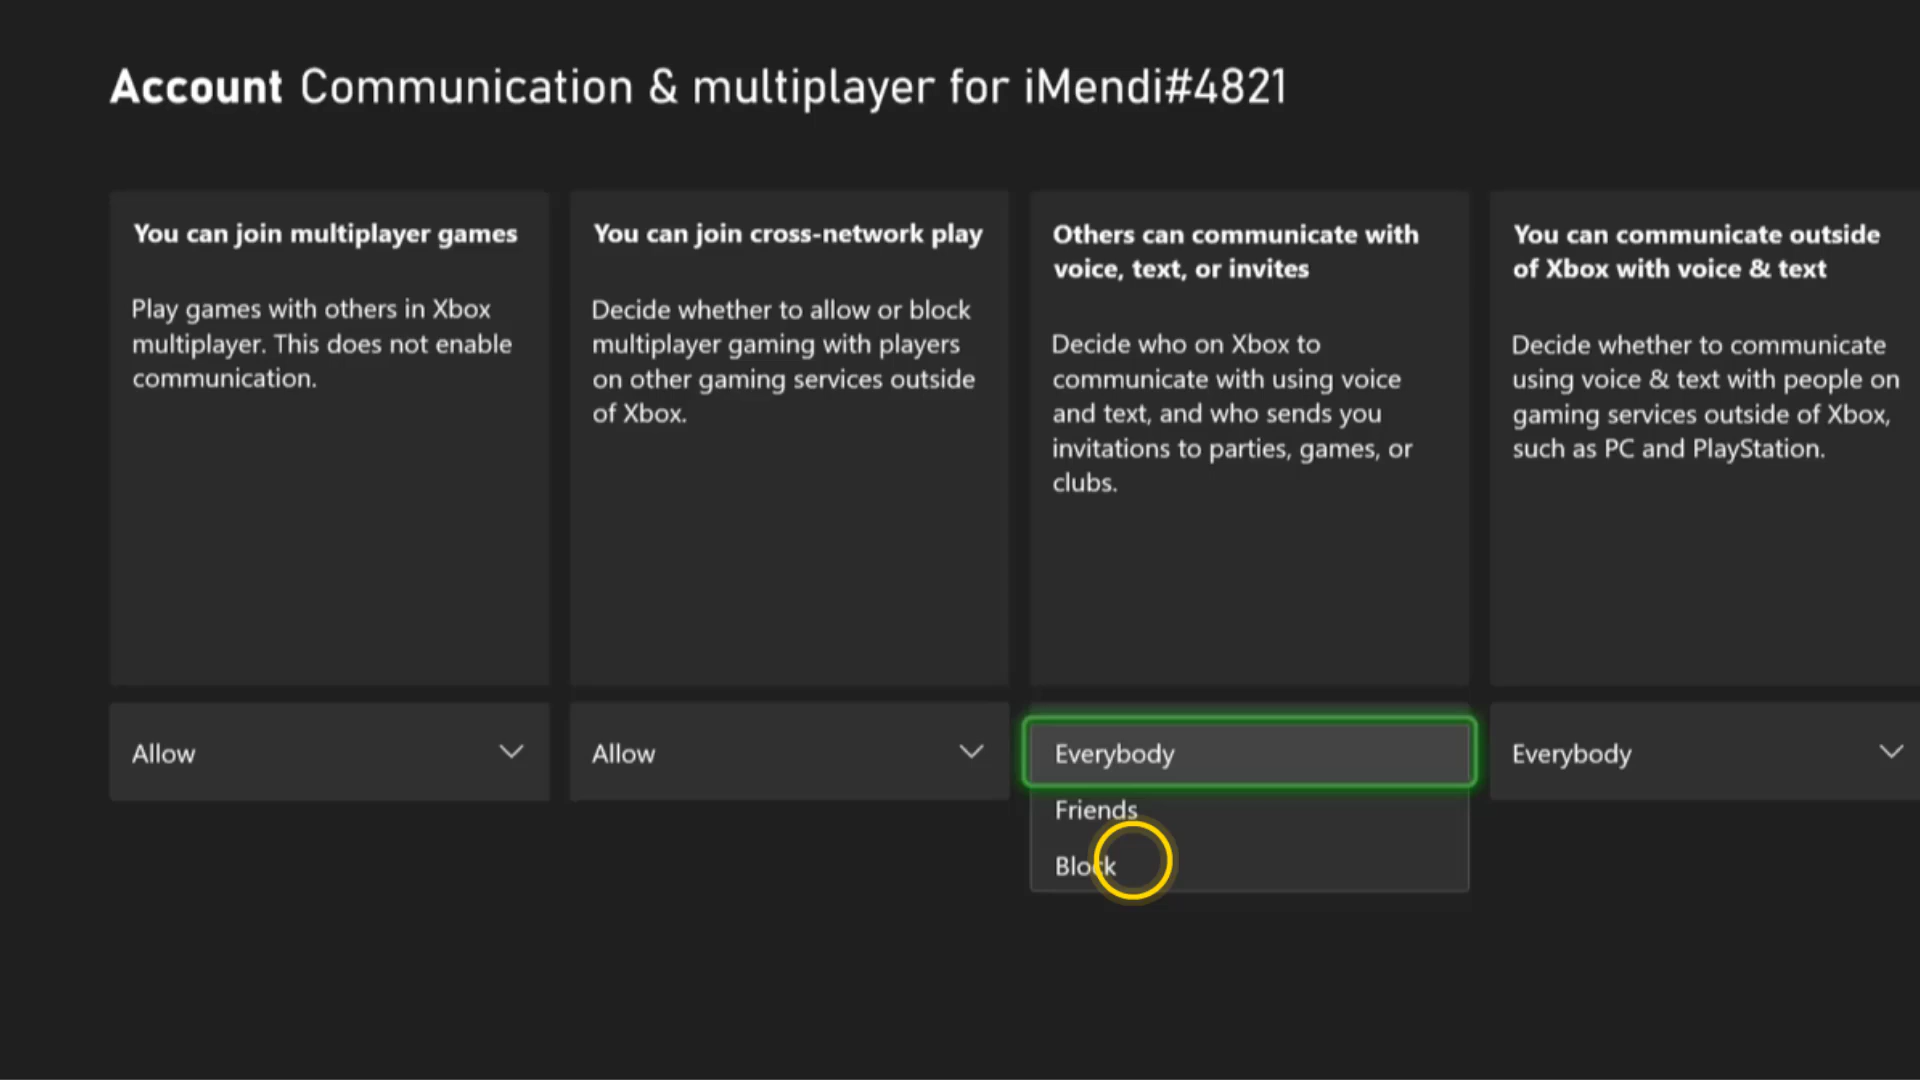 Account Communication & multiplayer for iMendi#4821
You can join multiplayer games
Play games with others in Xbox
multiplayer. This does not enable
communication.
Allow
You can join cross-network play
Decide whether to allow or block
multiplayer gaming with players
on other gaming services outside
of Xbox.
Allow
Others can communicate with
voice, text, or invites
Decide who on Xbox to
communicate with using voice
and text, and who sends you
invitations to parties, games, or
clubs.
Everybody
Friends
Block
You can communicate outside
of Xbox with voice & text
Decide whether to communicate
using voice & text with people on
gaming services outside of Xbox,
such as PC and PlayStation.
Everybody